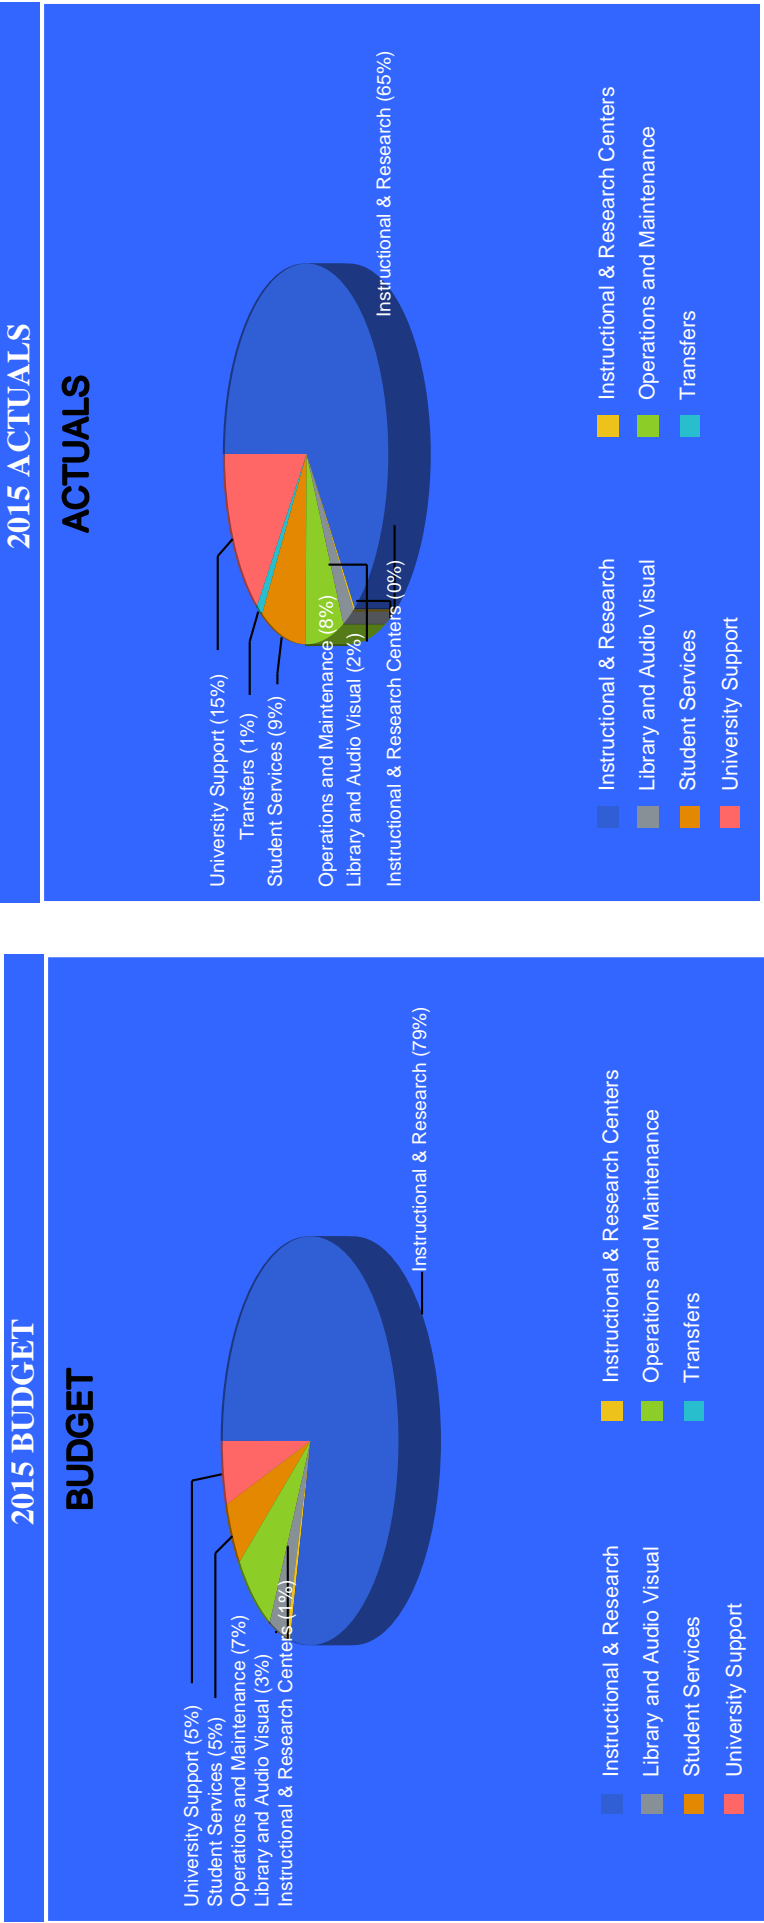 2015 BUDGET
BUDGET
University Support (5%)
Student Services (5%)
Operations and Maintenance (7%)
Library and Audio Visual (3%)
Instructional & Research Centers (1%)
Instructional & Research (79%)
Instructional & Research
Instructional & Research Centers
Library and Audio Visual
Operations and Maintenance
Student Services
Transfers
University Support
2015 ACTUALS
ACTUALS
University Support (15%)
Transfers (1%)
Student Services (9%)
Operations and Maintenance (8%)
Library and Audio Visual (2%)
Instructional & Research Centers (0%)
Instructional & Research (65%)
Instructional & Research
Instructional & Research Centers
Library and Audio Visual
Operations and Maintenance
Student Services
Transfers
University Support